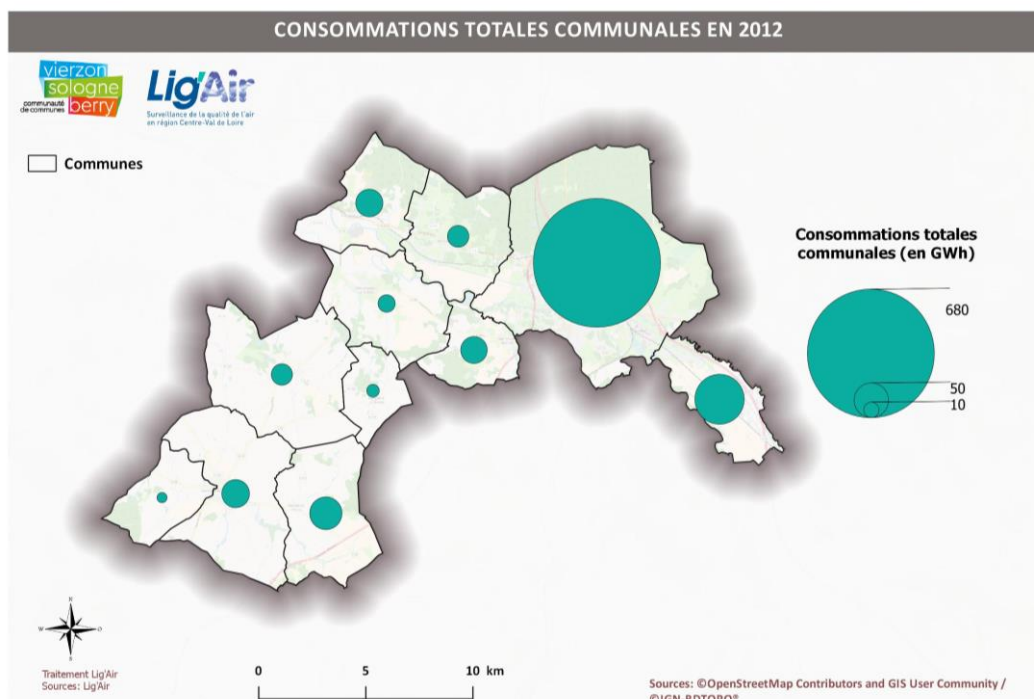 CONSOMMATIONS TOTALES COMMUNALES EN 2012
vierzon
sologne
communauté
de communes berry
Lig'Air
Surveillance de la qualité de l'air
en région Centre-Val de Loire
Communes
Consommations totales
communales (en GWh)
680
50
10
N
W O
S
Traitement Lig'Air
Sources: Lig'Air
0 5 10 km
Sources: ©OpenStreetMap Contributors and GIS User Community /
©IGN-BDTOPO®